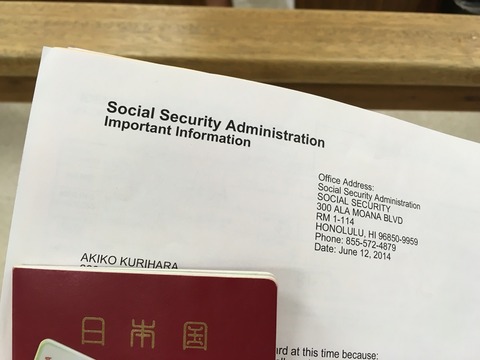 Social Security Administration
Important Information
Office Address:
Social Security Administration
SOCIAL SECURITY
300 ALA MOANA BLVD
RM 1-114
HONOLULU, HI 96850-9959
Phone: 855-572-4879
Date: June 12, 2014
AKIKO KURIHARA
日本国
at this time because: